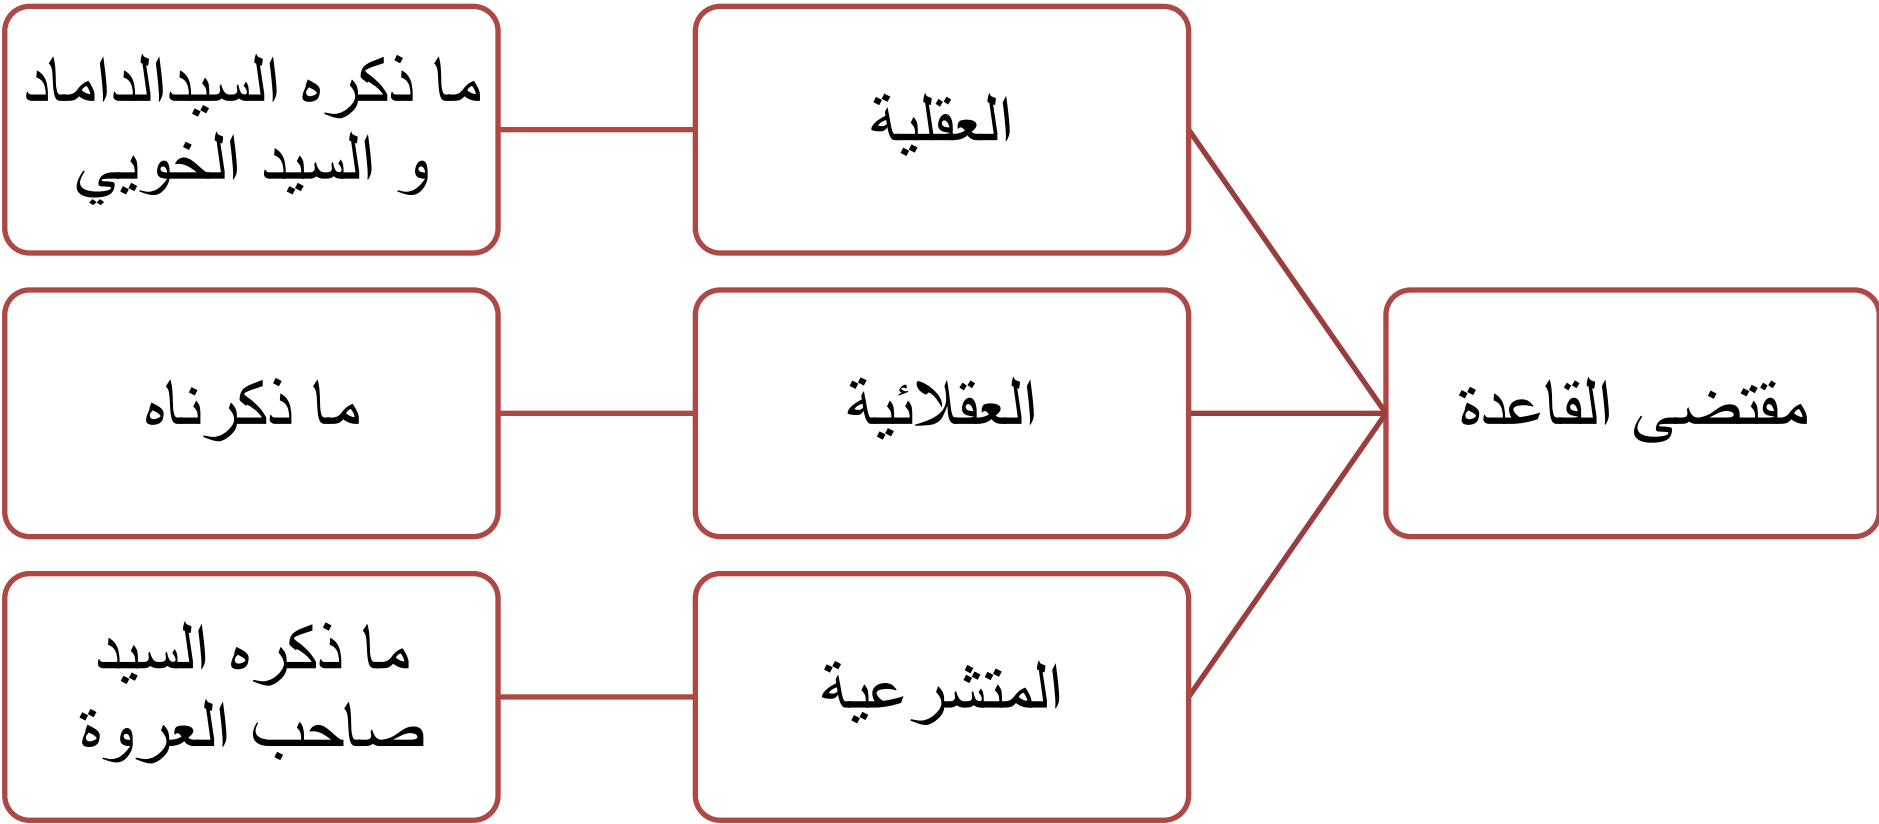 مقتضى القاعدة
العقلية
ما ذكره السيدالداماد
و السيد الخويي
العقلائية
ما ذكرناه
المتشرعية
ما ذكره السيد
صاحب العروة